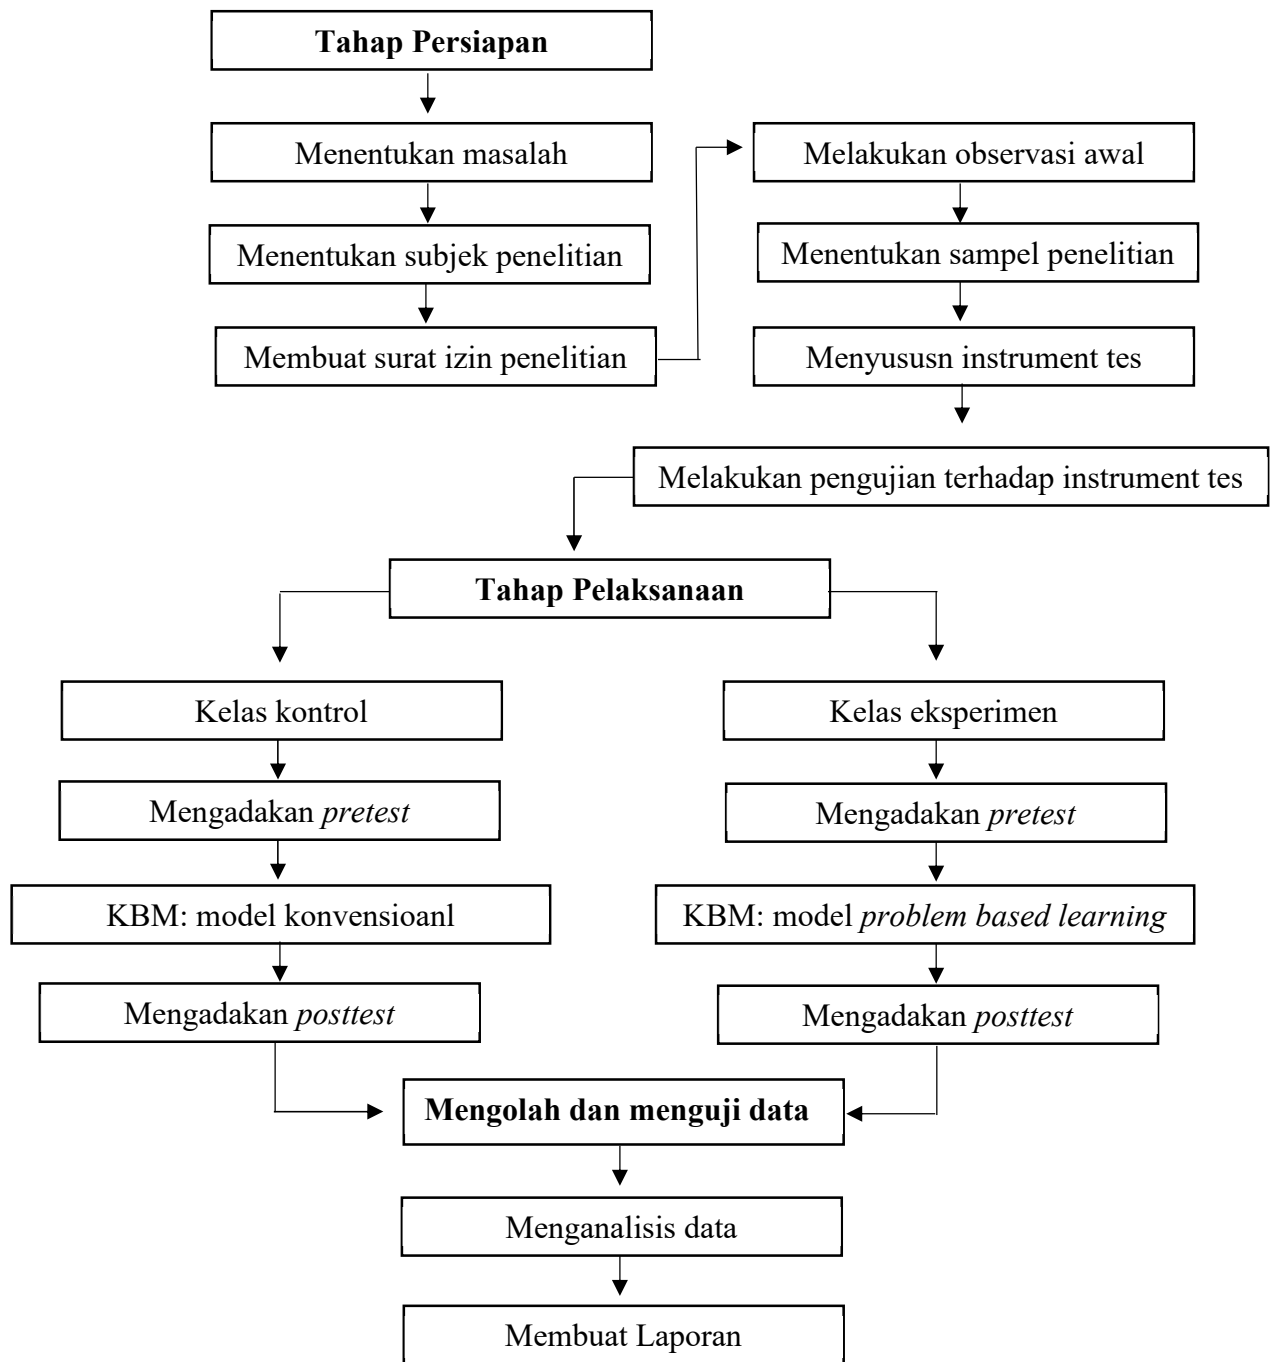 Tahap Persiapan
Menentukan masalah
Menentukan subjek penelitian
Membuat surat izin penelitian
Melakukan observasi awal
Menentukan sampel penelitian
Menyususn instrument tes
Melakukan pengujian terhadap instrument tes
Tahap Pelaksanaan
Kelas kontrol
Mengadakan pretest
KBM: model konvensioanl
Mengadakan posttest
Kelas eksperimen
Mengadakan pretest
KBM: model problem based learning
Mengadakan posttest
Mengolah dan menguji data
Menganalisis data
Membuat Laporan